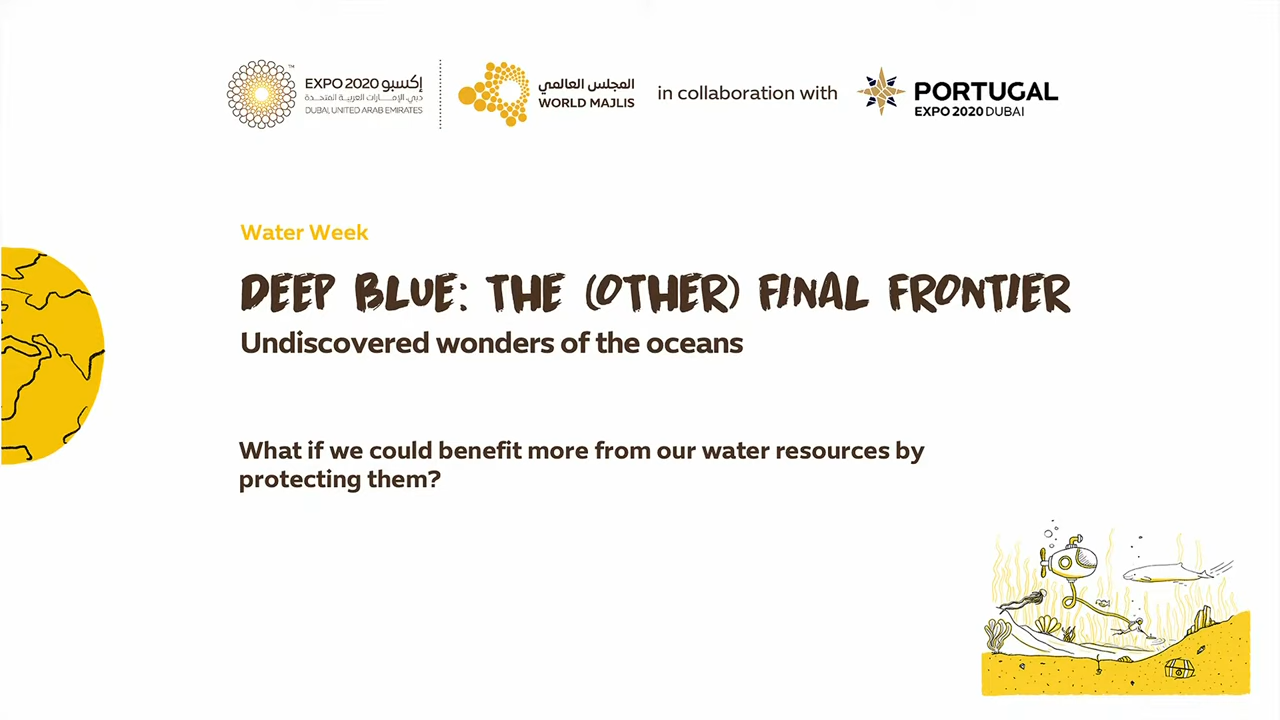 EXPO 2020 إكسبو
دبي، الإمارات العربية المتحدة
DUBAI, UNITED ARAB EMIRATES
TM
المجلس العالمي
WORLD MAJLIS
in collaboration with
PORTUGAL
EXPO 2020 DUBAI
Water Week
DEEP BLUE: THE (OTHER) FINAL FRONTIER
Undiscovered wonders of the oceans
What if we could benefit more from our water resources by
protecting them?